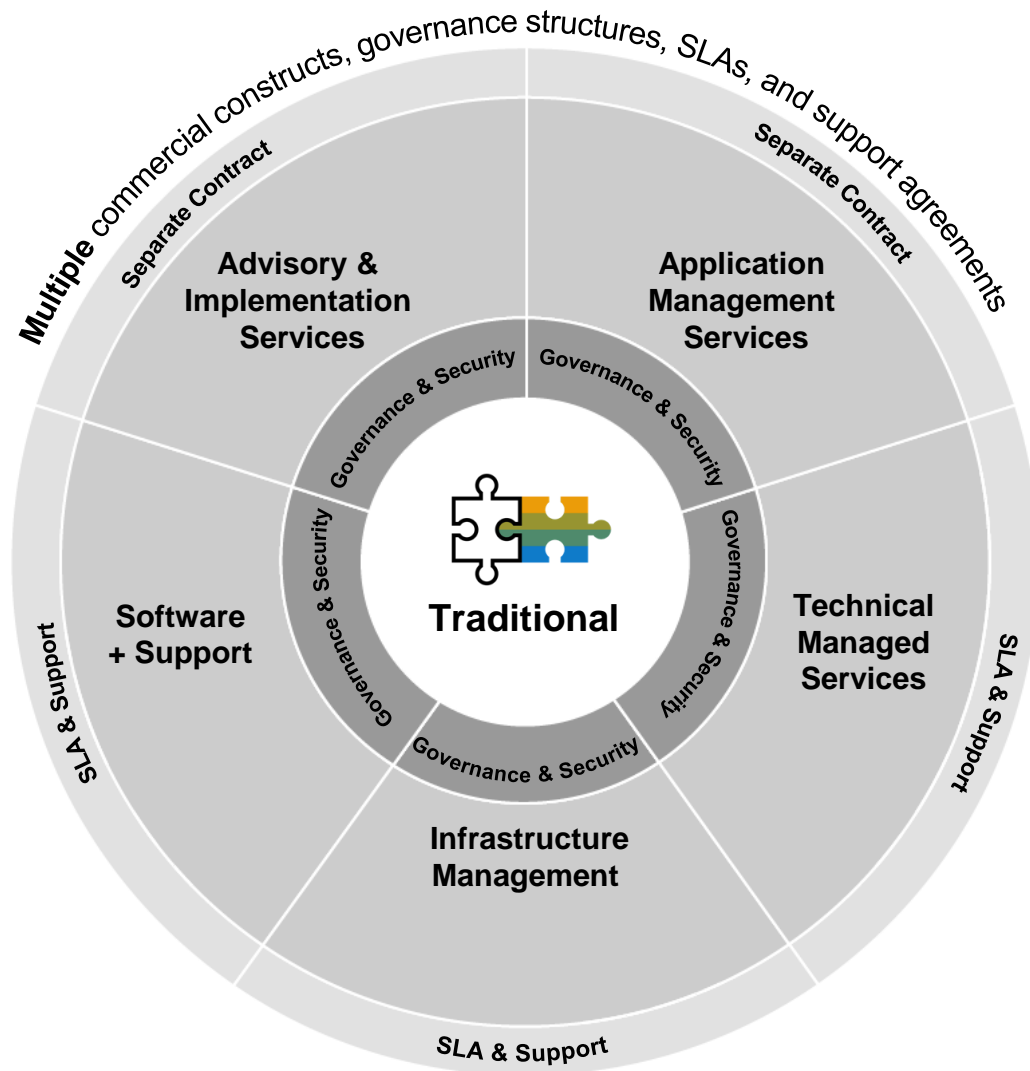 Multiple commercial constructs, governance structures, SLAs, and support agreements
Separate Contract
Separate Contract
Advisory &
Implementation
Services
Application
Management
Services
Governance & Security
Governance & Security
Traditional
Governance & Security
Governance & Security
Software
+ Support
Technical
Managed
Services
SLA & Support
SLA & Support
Governance & Security
Infrastructure
Management
SLA & Support